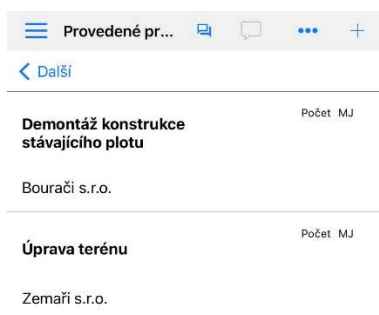 Provedené pr...
Další
Demontáž konstrukce Počet MJ
stávajícího plotu
Bourači s.r.o.
Počet MJ
Úprava terénu
Zemaři s.r.o.